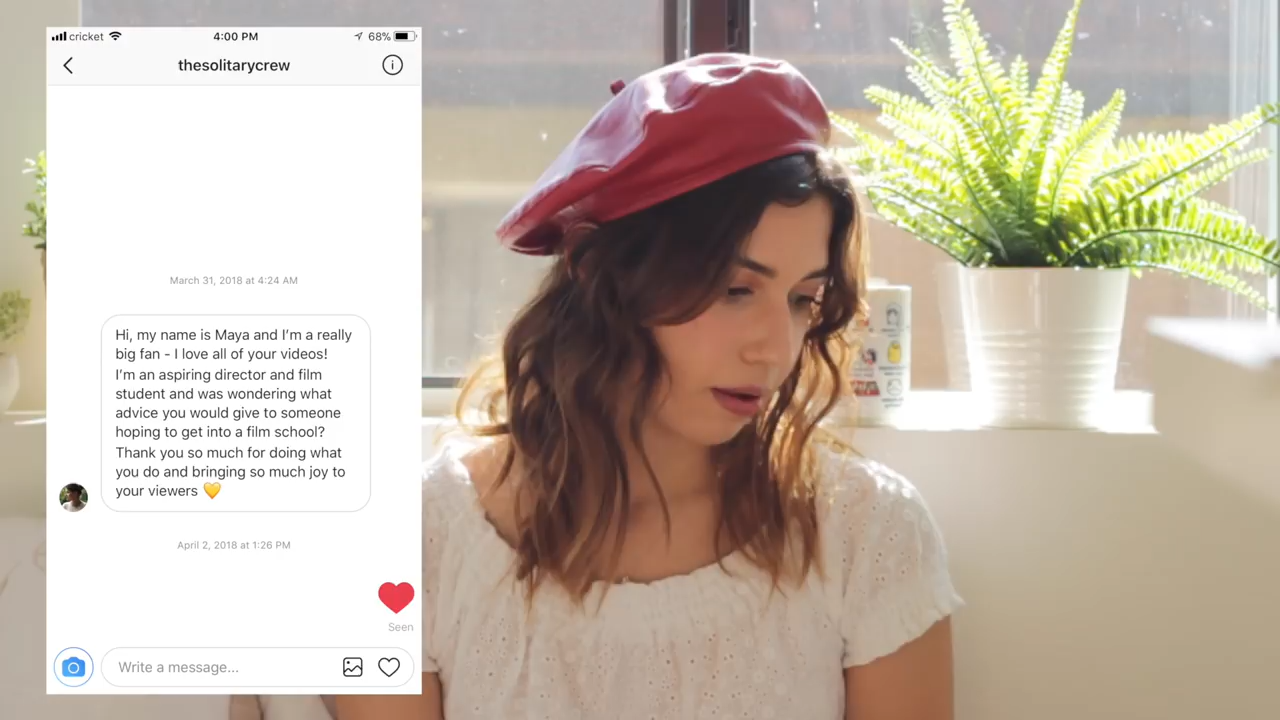 cricket 4:00 PM 68%
thesolitarycrew
March 31, 2018 at 4:24 AM
Hi, my name is Maya and I'm a really
big fan - I love all of your videos!
I'm an aspiring director and film
student and was wondering what
advice you would give to someone
hoping to get into a film school?
Thank you so much for doing what
you do and bringing so much joy to
your viewers 💛
April 2, 2018 at 1:26 PM
Seen
Write a message...